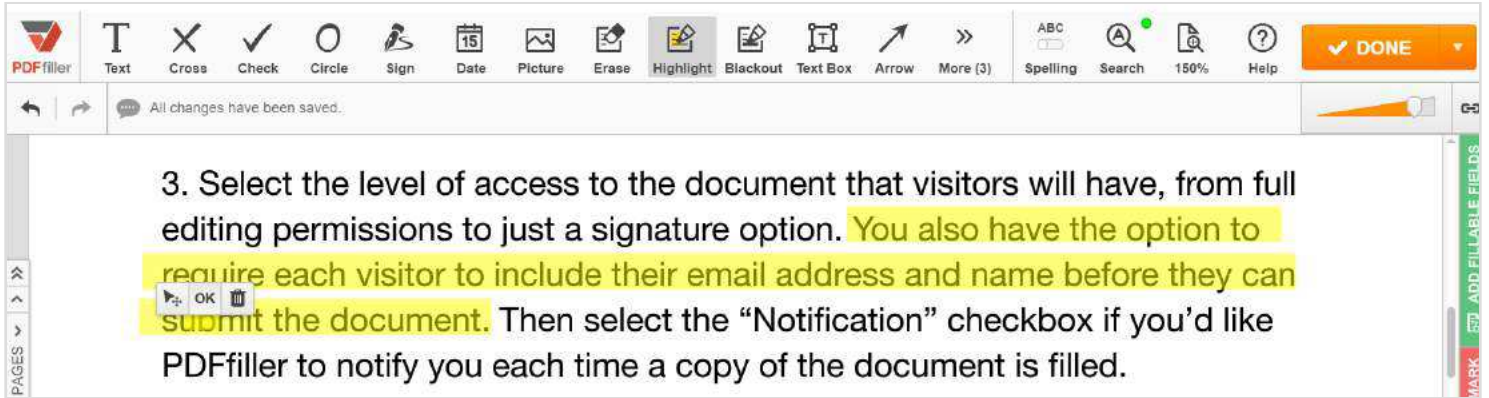 PDFfiller
Text Cross Check Circle Sign Date Picture Erase Highlight Blackout Text Box Arrow More (3) Spelling Search 150% Help
15
T
ABC
DONE
All changes have been saved.
3. Select the level of access to the document that visitors will have, from full
editing permissions to just a signature option. You also have the option to
require each visitor to include their email address and name before they can
OK
submit the document. Then select the “Notification” checkbox if you’d like
PDFfiller to notify you each time a copy of the document is filled.
PAGES
ADD FILLABLE FIELDS